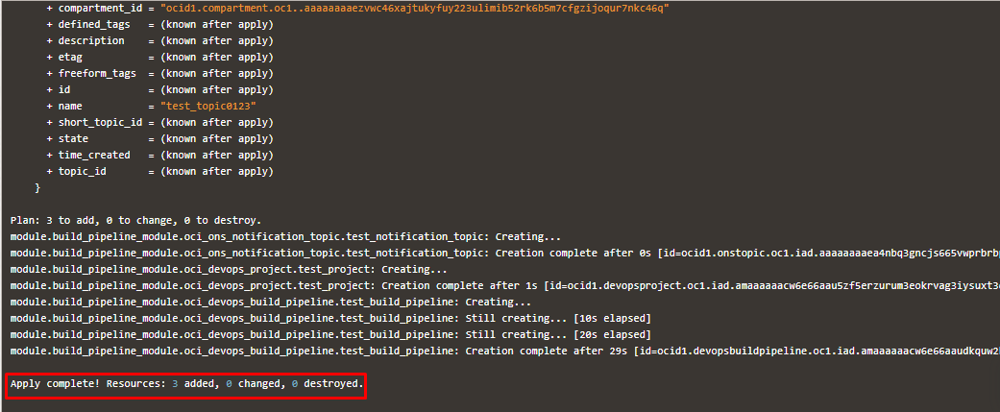 + compartment_id = "ocid1.compartment.oc1..aaaaaaaaezvwc46xajtukyfuy223ulimib52rk6b5m7cfgzijoqur7nkc46q"
+ defined_tags   = (known after apply)
+ description    = (known after apply)
+ etag           = (known after apply)
+ freeform_tags  = (known after apply)
+ id             = (known after apply)
+ name           = "test_topic0123"
+ short_topic_id = (known after apply)
+ state          = (known after apply)
+ time_created   = (known after apply)
+ topic_id       = (known after apply)
}
Plan: 3 to add, 0 to change, 0 to destroy.
module.build_pipeline_module.oci_ons_notification_topic.test_notification_topic: Creating...
module.build_pipeline_module.oci_ons_notification_topic.test_notification_topic: Creation complete after 0s [id=ocid1.onstopic.oc1.iad.aaaaaaaaea4nbq3gncjs665vwprbrb
module.build_pipeline_module.oci_devops_project.test_project: Creating...
module.build_pipeline_module.oci_devops_project.test_project: Creation complete after 1s [id=ocid1.devopsproject.oc1.iad.amaaaaaacw6e66aau5zf5erzurum3eokrvag3iysuxt3
module.build_pipeline_module.oci_devops_build_pipeline.test_build_pipeline: Creating...
module.build_pipeline_module.oci_devops_build_pipeline.test_build_pipeline: Still creating... [10s elapsed]
module.build_pipeline_module.oci_devops_build_pipeline.test_build_pipeline: Still creating... [20s elapsed]
module.build_pipeline_module.oci_devops_build_pipeline.test_build_pipeline: Creation complete after 29s [id=ocid1.devopsbuildpipeline.oc1.iad.amaaaaaacw6e66aaudkquw2
Apply complete! Resources: 3 added, 0 changed, 0 destroyed.